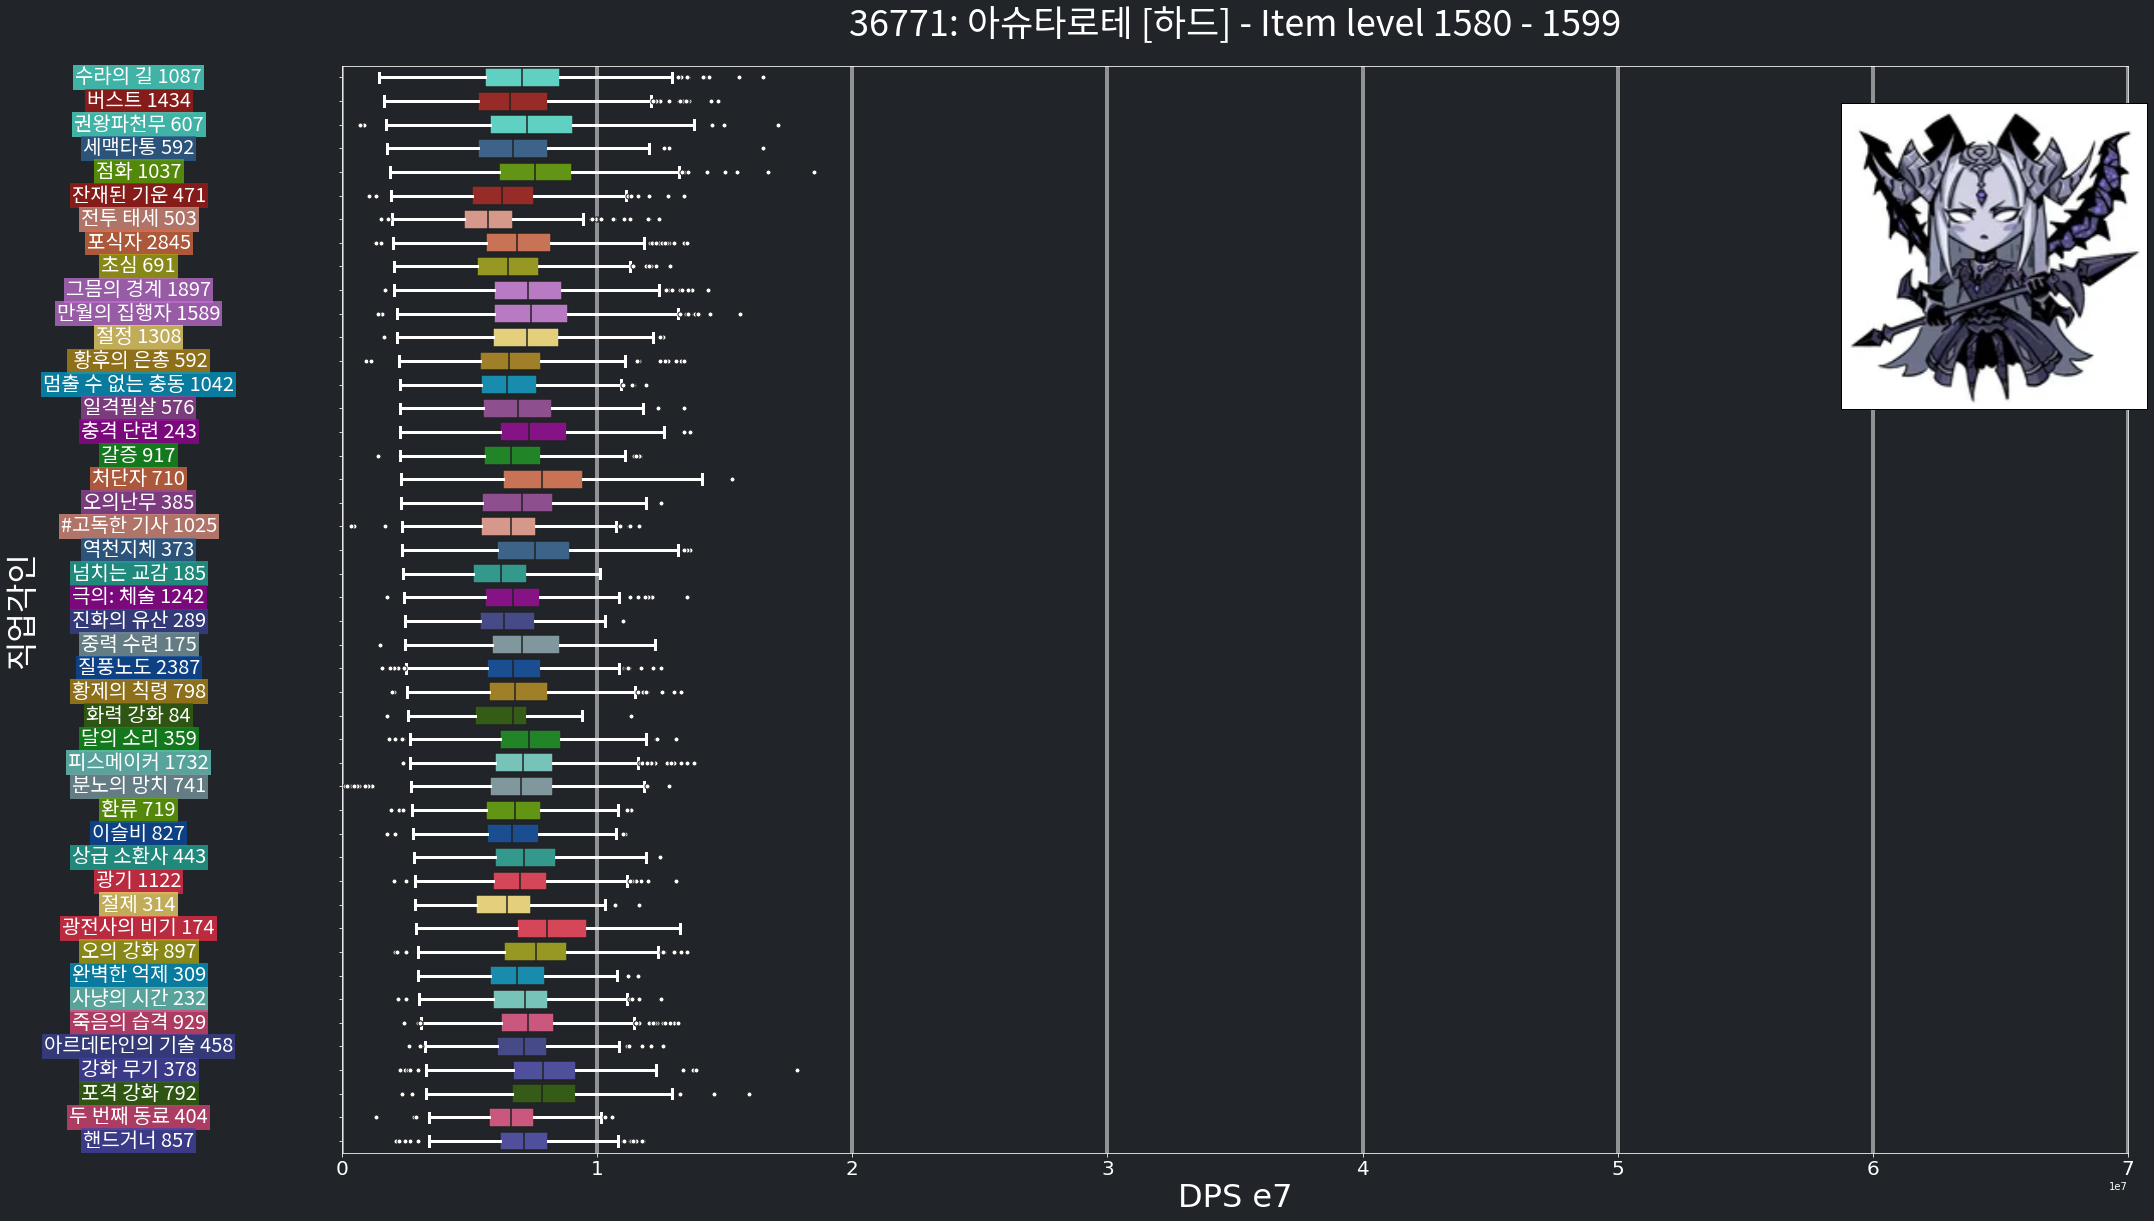 36771: 아슈타로테 [하드] - Item level 1580 - 1599
수라의 길 1087
버스트 1434
권왕파천무 607
세맥타통 592
점화 1037
잔재된 기운 471
전투 태세 503
포식자 2845
초심 691
그믐의 경계 1897
만월의 집행자 1589
절정 1308
황후의 은총 592
멈출 수 없는 충동 1042
일격필살 576
충격 단련 243
갈증 917
처단자 710
오의난무 385
#고독한 기사 1025
역천지체 373
넘치는 교감 185
극의: 체술 1242
진화의 유산 289
중력 수련 175
질풍노도 2387
황제의 칙령 798
화력 강화 84
달의 소리 359
피스메이커 1732
분노의 망치 741
환류 719
이슬비 827
상급 소환사 443
광기 1122
절제 314
광전사의 비기 174
오의 강화 897
완벽한 억제 309
사냥의 시간 232
죽음의 습격 929
아르데타인의 기술 458
강화 무기 378
포격 강화 792
두 번째 동료 404
핸드거너 857
직업각인
0 1 2 3 4 5 6 7
DPS e7
1e7